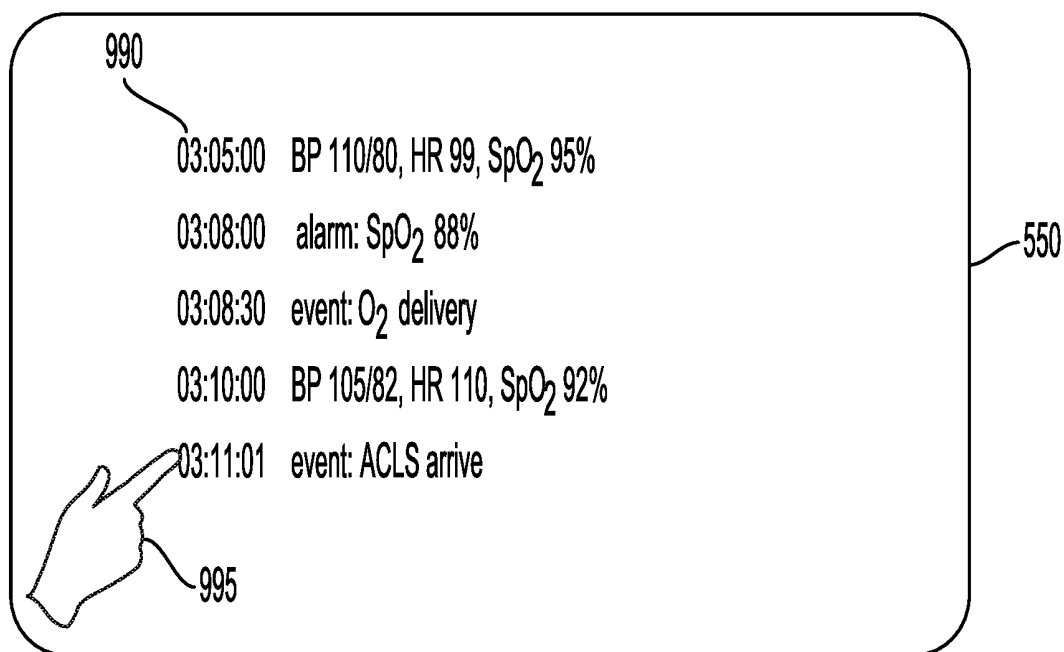 990
03:05:00 BP 110/80, HR 99, SpO₂ 95%
03:08:00 alarm: SpO₂ 88%
550
03:08:30 event: O₂ delivery
03:10:00 BP 105/82, HR 110, SpO₂ 92%
03:11:01 event: ACLS arrive
995